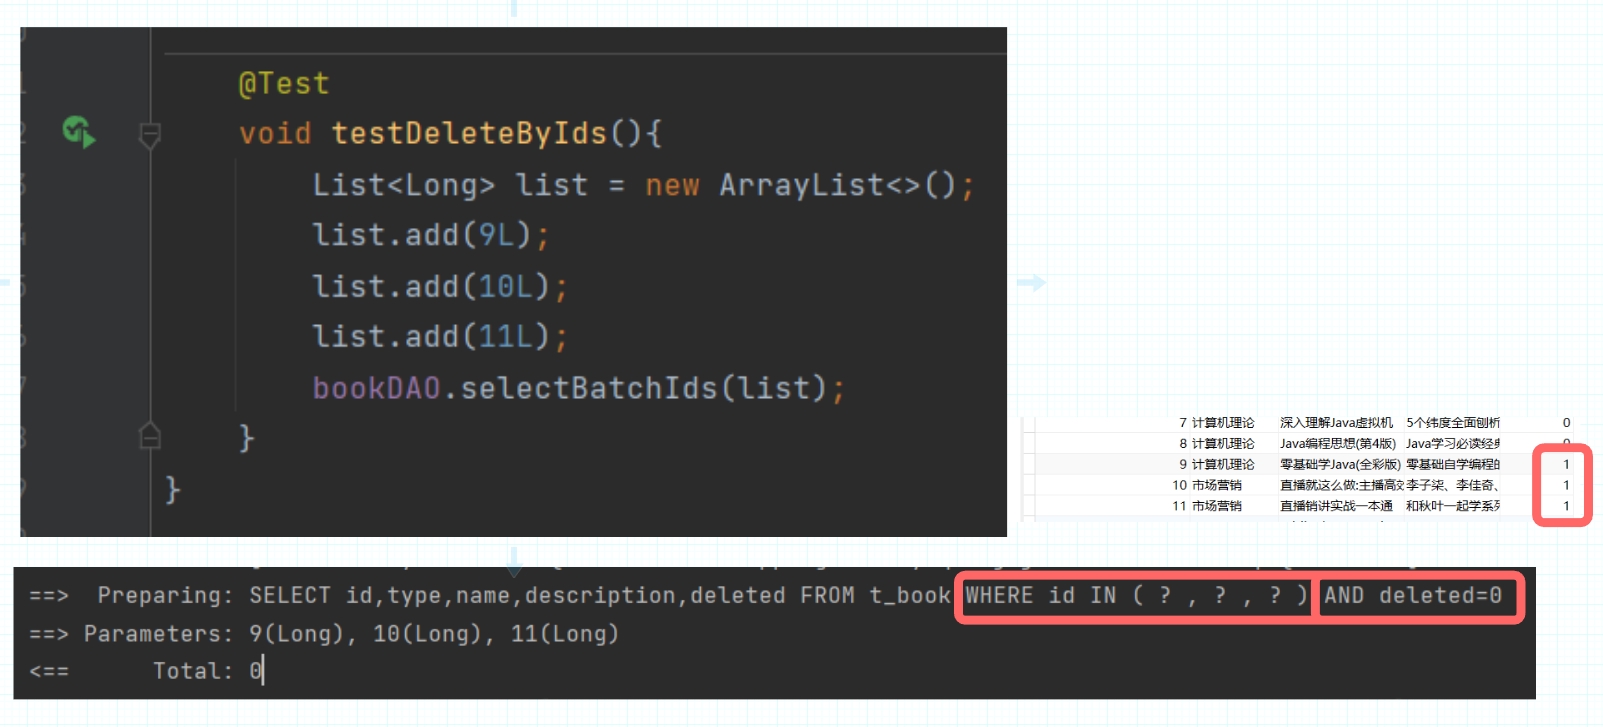 @Test
void testDeleteByIds(){
List<Long> list = new ArrayList<>();
list.add(9L);
list.add(10L);
list.add(11L);
bookDAO.selectBatchIds(list);
}
}
7 计算机理论 深入理解Java虚拟机 5个纬度全面刨析 0
8 计算机理论 Java编程思想(第4版) Java学习必读经典 0
9 计算机理论 零基础学Java(全彩版) 零基础自学编程的 1
10 市场营销 直播就这么做:主播高效 李子柒、李佳奇、 1
11 市场营销 直播销讲实战一本通 和秋叶一起学系列 1
==> Preparing: SELECT id,type,name,description,deleted FROM t_book WHERE id IN ( ? , ? , ? ) AND deleted=0
==> Parameters: 9(Long), 10(Long), 11(Long)
<== Total: 0